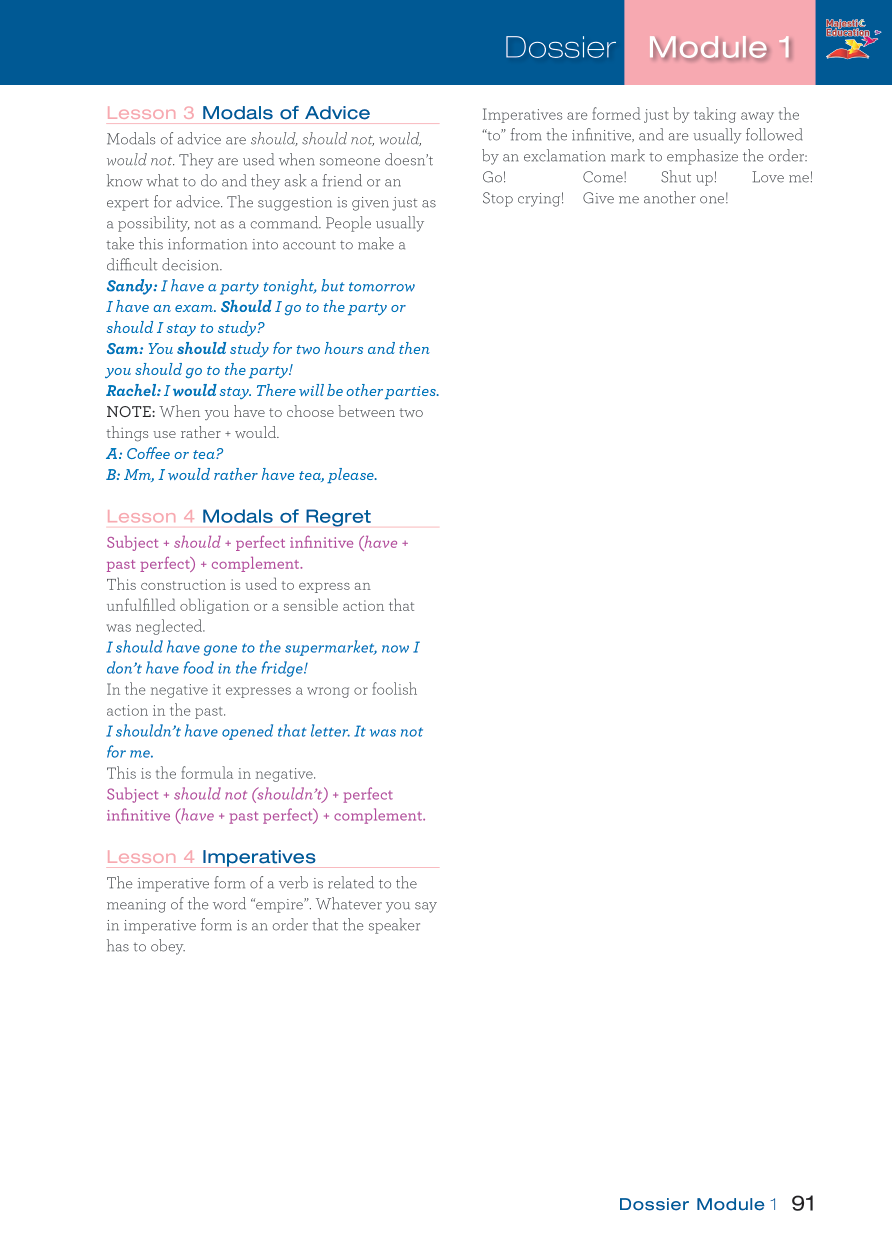 Dossier Module 1
Majestic
Education
Lesson 3 Modals of Advice
Modals of advice are should, should not, would,
would not. They are used when someone doesn’t
know what to do and they ask a friend or an
expert for advice. The suggestion is given just as
a possibility, not as a command. People usually
take this information into account to make a
difficult decision.
Sandy: I have a party tonight, but tomorrow
I have an exam. Should I go to the party or
should I stay to study?
Sam: You should study for two hours and then
you should go to the party!
Rachel: I would stay. There will be other parties.
NOTE: When you have to choose between two
things use rather + would.
A: Coffee or tea?
B: Mm, I would rather have tea, please.
Lesson 4 Modals of Regret
Subject + should + perfect infinitive (have +
past perfect) + complement.
This construction is used to express an
unfulfilled obligation or a sensible action that
was neglected.
I should have gone to the supermarket, now I
don’t have food in the fridge!
In the negative it expresses a wrong or foolish
action in the past.
I shouldn’t have opened that letter. It was not
for me.
This is the formula in negative.
Subject + should not (shouldn’t) + perfect
infinitive (have + past perfect) + complement.
Lesson 4 Imperatives
The imperative form of a verb is related to the
meaning of the word “empire”. Whatever you say
in imperative form is an order that the speaker
has to obey.
Imperatives are formed just by taking away the
“to” from the infinitive, and are usually followed
by an exclamation mark to emphasize the order:
Go! Come! Shut up! Love me!
Stop crying! Give me another one!
Dossier Module 1 91